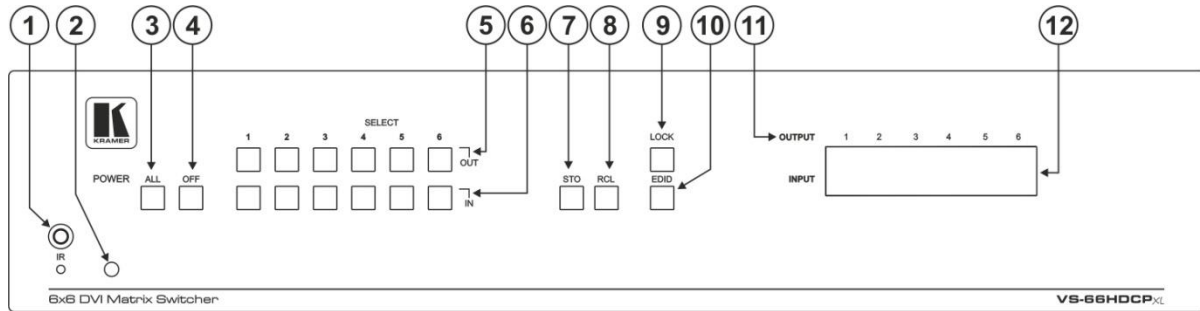 1 2 3 4 5 6 7 8 9 10 11 12
K
KRAMER
SELECT
1 2 3 4 5 6
OUT
LOCK
OUTPUT 1 2 3 4 5 6
POWER ALL OFF
IN
STO RCL EDID
INPUT
IR
6x6 DVI Matrix Switcher
VS-66HDCPXL